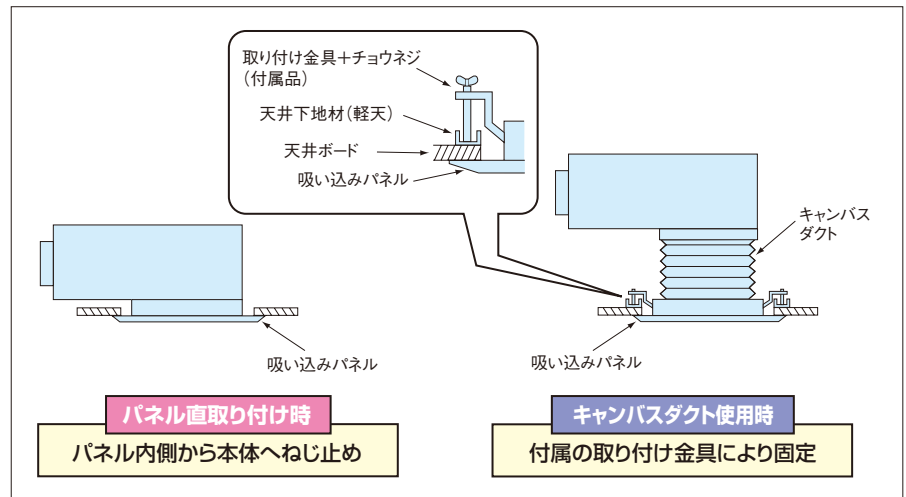 取り付け金具＋チョウネジ
（付属品）
天井下地材（軽天）
天井ボード
吸い込みパネル
キャンバス
ダクト
吸い込みパネル
吸い込みパネル
パネル直取り付け時
パネル内側から本体へねじ止め
キャンバスダクト使用時
付属の取り付け金具により固定